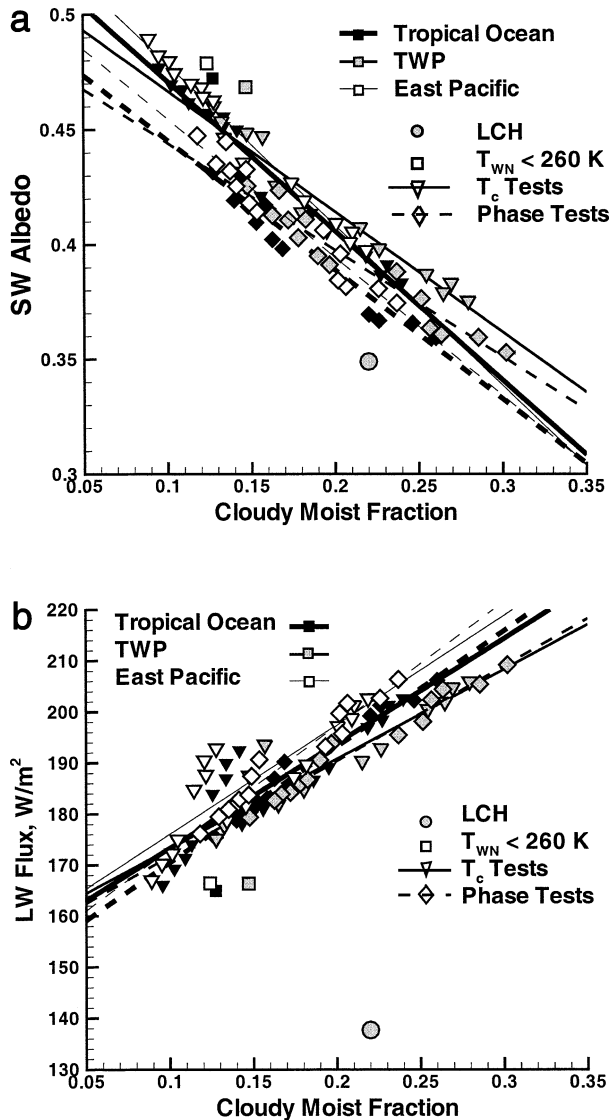 a
0.5
0.45
0.4
0.35
0.3
SW Albedo
Tropical Ocean
TWP
East Pacific
LCH
T_WN < 260 K
T_c Tests
Phase Tests
0.05 0.1 0.15 0.2 0.25 0.3 0.35
Cloudy Moist Fraction
b
220
210
200
190
180
170
160
150
140
130
LW Flux, W/m²
Tropical Ocean
TWP
East Pacific
LCH
T_WN < 260 K
T_c Tests
Phase Tests
0.05 0.1 0.15 0.2 0.25 0.3 0.35
Cloudy Moist Fraction